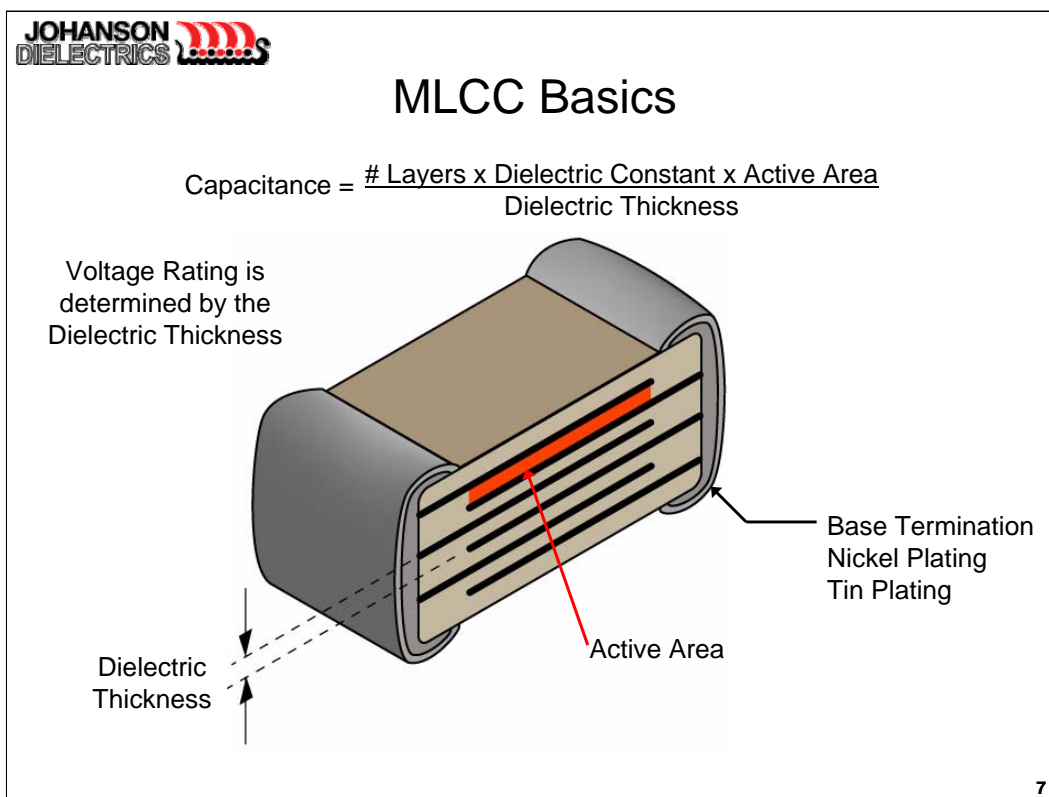 JOHANSON
DIELECTRICS
MLCC Basics
Capacitance = # Layers x Dielectric Constant x Active Area
Dielectric Thickness
Voltage Rating is
determined by the
Dielectric Thickness
Base Termination
Nickel Plating
Tin Plating
Active Area
Dielectric
Thickness
7